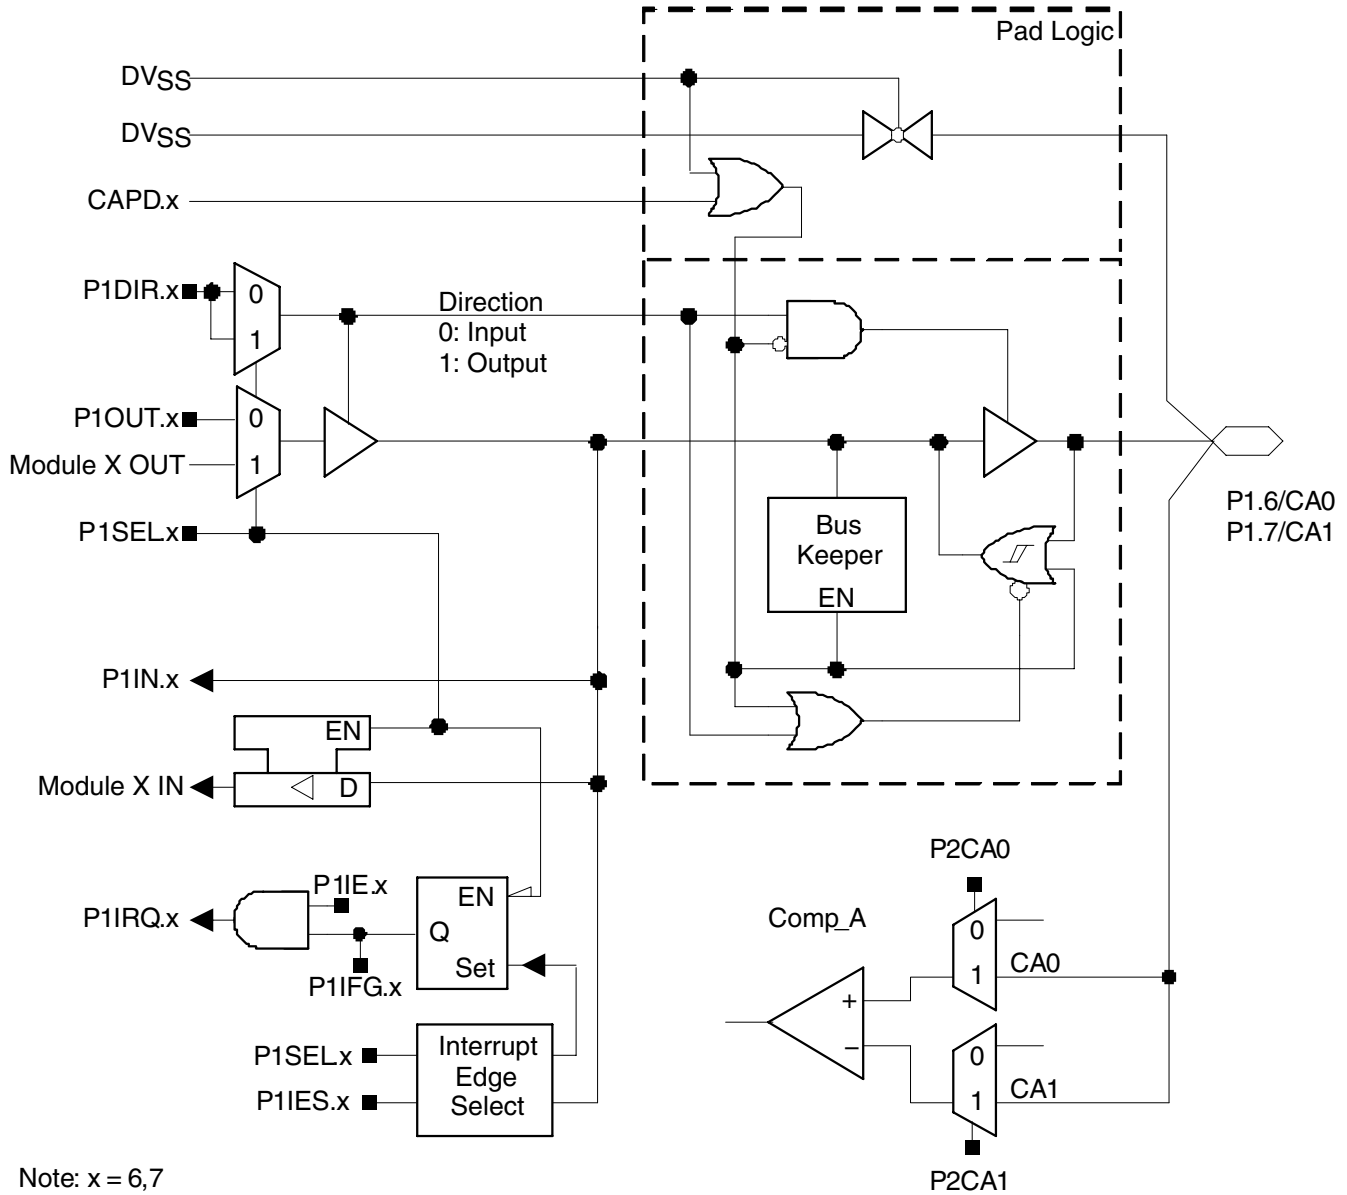 Pad Logic
DVSS
DVSS
CAPD.x
P1DIR.x
0
1
Direction
0: Input
1: Output
P1OUT.x
0
Module X OUT
1
P1SEL.x
Bus
Keeper
EN
P1.6/CA0
P1.7/CA1
P1IN.x
EN
Module X IN
D
P1IRQ.x
P1IE.x
P1IFG.x
EN
Q
Set
P1SEL.x
P1IES.x
Interrupt
Edge
Select
P2CA0
Comp_A
0
1
CA0
+
−
0
1
CA1
P2CA1
Note: x = 6,7